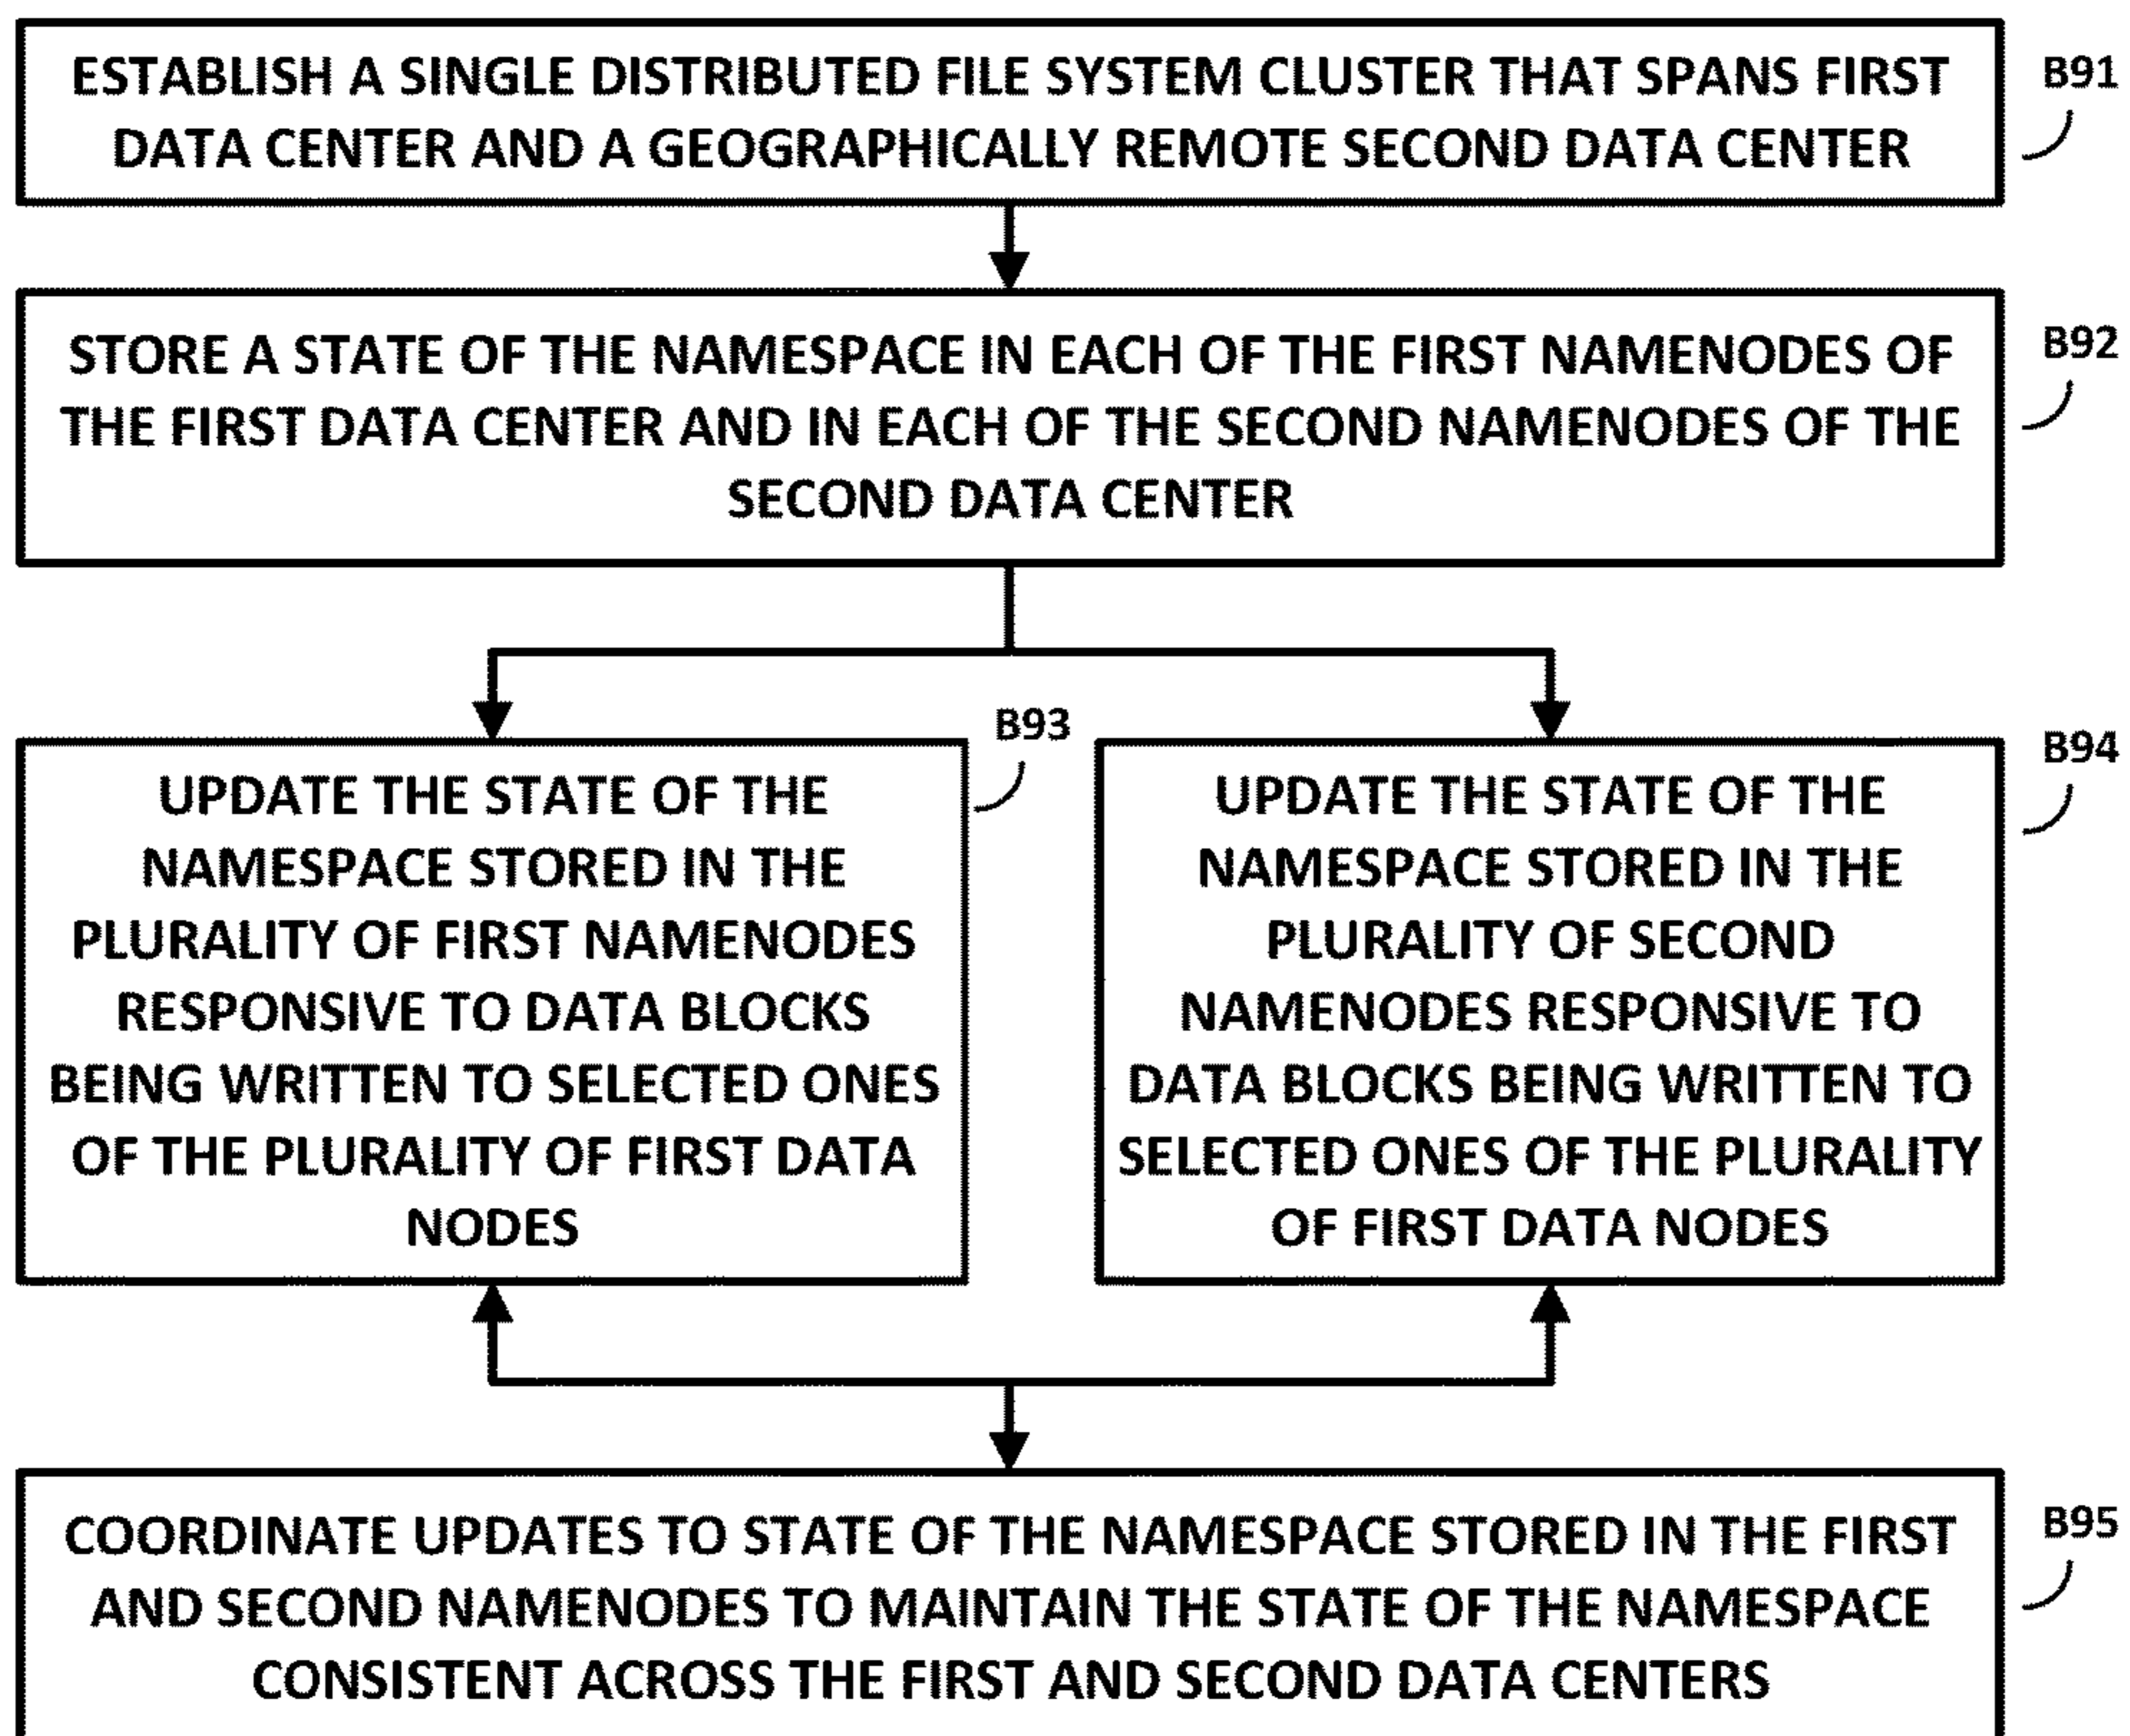 ESTABLISH A SINGLE DISTRIBUTED FILE SYSTEM CLUSTER THAT SPANS FIRST
DATA CENTER AND A GEOGRAPHICALLY REMOTE SECOND DATA CENTER
B91
STORE A STATE OF THE NAMESPACE IN EACH OF THE FIRST NAMENODES OF
THE FIRST DATA CENTER AND IN EACH OF THE SECOND NAMENODES OF THE
SECOND DATA CENTER
B92
UPDATE THE STATE OF THE
NAMESPACE STORED IN THE
PLURALITY OF FIRST NAMENODES
RESPONSIVE TO DATA BLOCKS
BEING WRITTEN TO SELECTED ONES
OF THE PLURALITY OF FIRST DATA
NODES
B93
UPDATE THE STATE OF THE
NAMESPACE STORED IN THE
PLURALITY OF SECOND
NAMENODES RESPONSIVE TO
DATA BLOCKS BEING WRITTEN TO
SELECTED ONES OF THE PLURALITY
OF FIRST DATA NODES
B94
COORDINATE UPDATES TO STATE OF THE NAMESPACE STORED IN THE FIRST
AND SECOND NAMENODES TO MAINTAIN THE STATE OF THE NAMESPACE
CONSISTENT ACROSS THE FIRST AND SECOND DATA CENTERS
B95